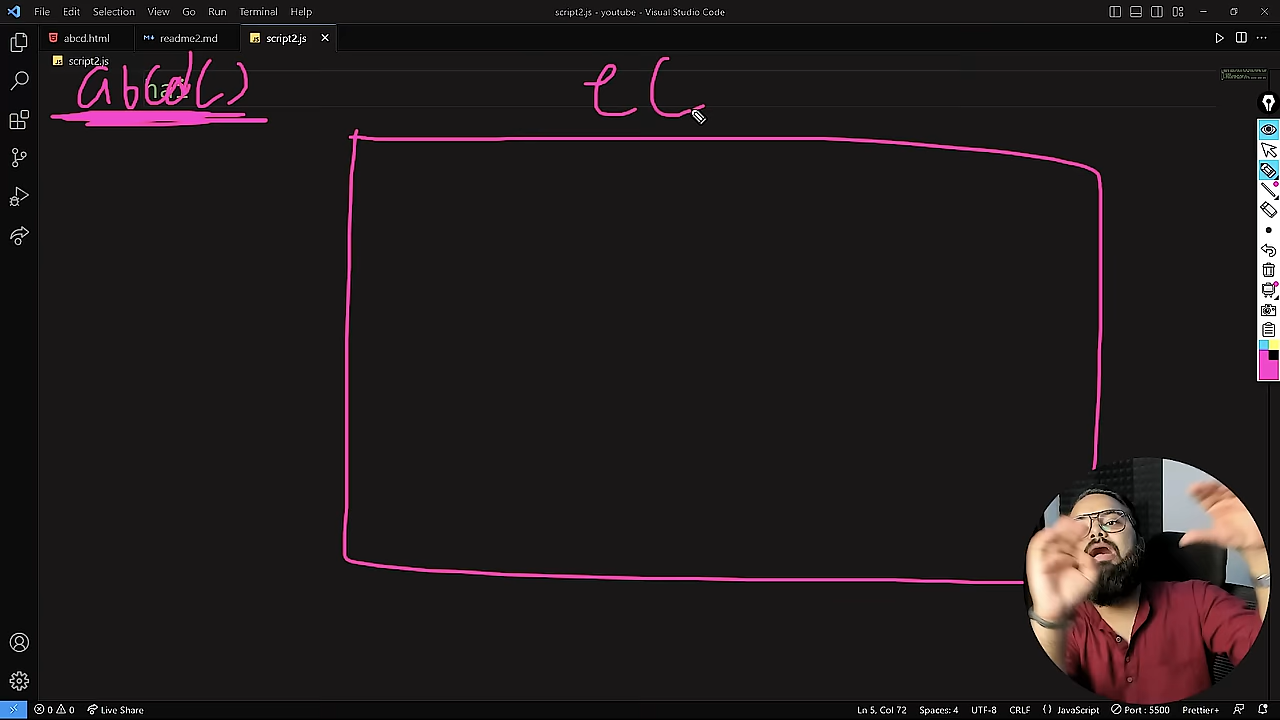 File Edit Selection View Go Run Terminal Help script2.js - youtube - Visual Studio Code
abcd.html readme2.md script2.js
script2.js
abcd()
eC
0 0 Live Share Ln 5, Col 72 Spaces: 4 UTF-8 CRLF JavaScript Port : 5500 Prettier+